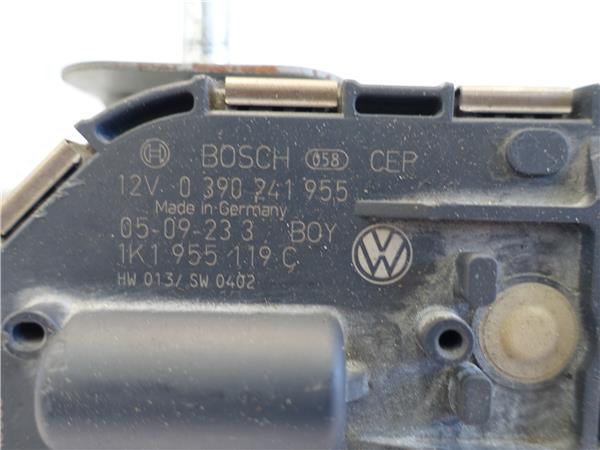 BOSCH 058 CEP
12V 0 390 241 955
Made in Germany
05-09-23 3 BOY
1K1 955 119 C
HW 013/ SW 0402